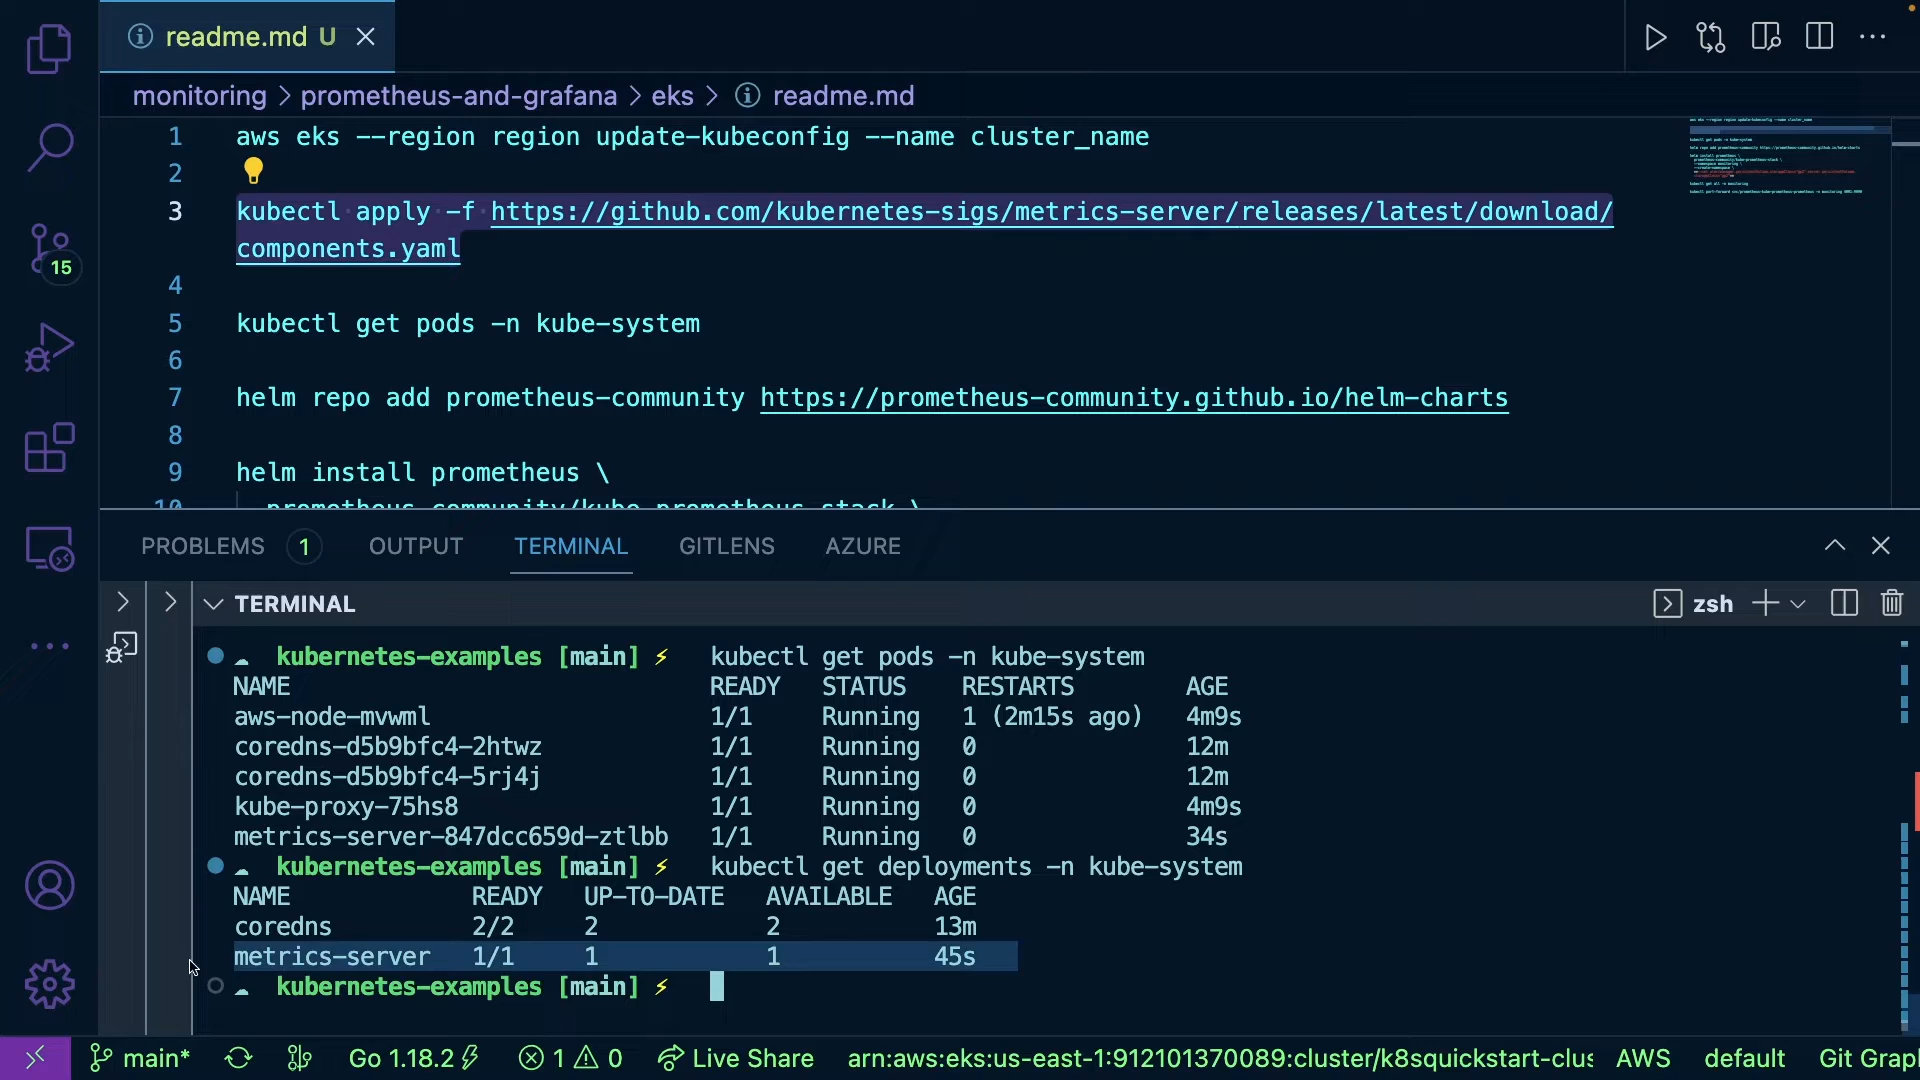 readme.md U
monitoring > prometheus-and-grafana > eks > readme.md
1 aws eks --region region update-kubeconfig --name cluster_name
2
3 kubectl apply -f https://github.com/kubernetes-sigs/metrics-server/releases/latest/download/
components.yaml
4
5 kubectl get pods -n kube-system
6
7 helm repo add prometheus-community https://prometheus-community.github.io/helm-charts
8
9 helm install prometheus \
10 prometheus-community/kube-prometheus-stack \
15
PROBLEMS 1 OUTPUT TERMINAL GITLENS AZURE
TERMINAL zsh
kubernetes-examples [main] ⚡ kubectl get pods -n kube-system
NAME READY STATUS RESTARTS AGE
aws-node-mvwml 1/1 Running 1 (2m15s ago) 4m9s
coredns-d5b9bfc4-2htwz 1/1 Running 0 12m
coredns-d5b9bfc4-5rj4j 1/1 Running 0 12m
kube-proxy-75hs8 1/1 Running 0 4m9s
metrics-server-847dcc659d-ztlbb 1/1 Running 0 34s
kubernetes-examples [main] ⚡ kubectl get deployments -n kube-system
NAME READY UP-TO-DATE AVAILABLE AGE
coredns 2/2 2 2 13m
metrics-server 1/1 1 1 45s
kubernetes-examples [main] ⚡
main* Go 1.18.2 1 0 Live Share arn:aws:eks:us-east-1:912101370089:cluster/k8squickstart-clus AWS default Git Grap